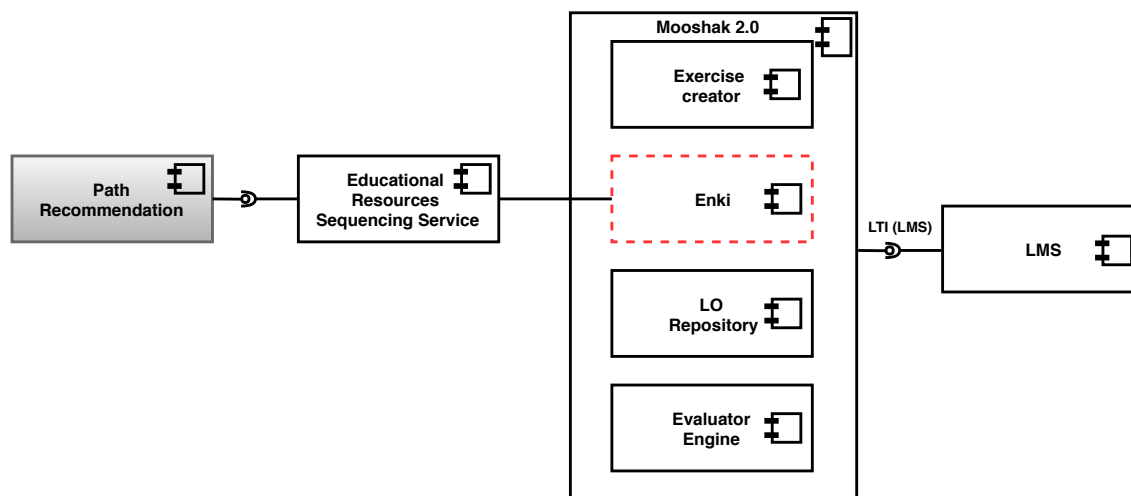 Mooshak 2.0
Exercise
creator
Path
Recommendation
Educational
Resources
Sequencing Service
Enki
LTI (LMS)
LMS
LO
Repository
Evaluator
Engine